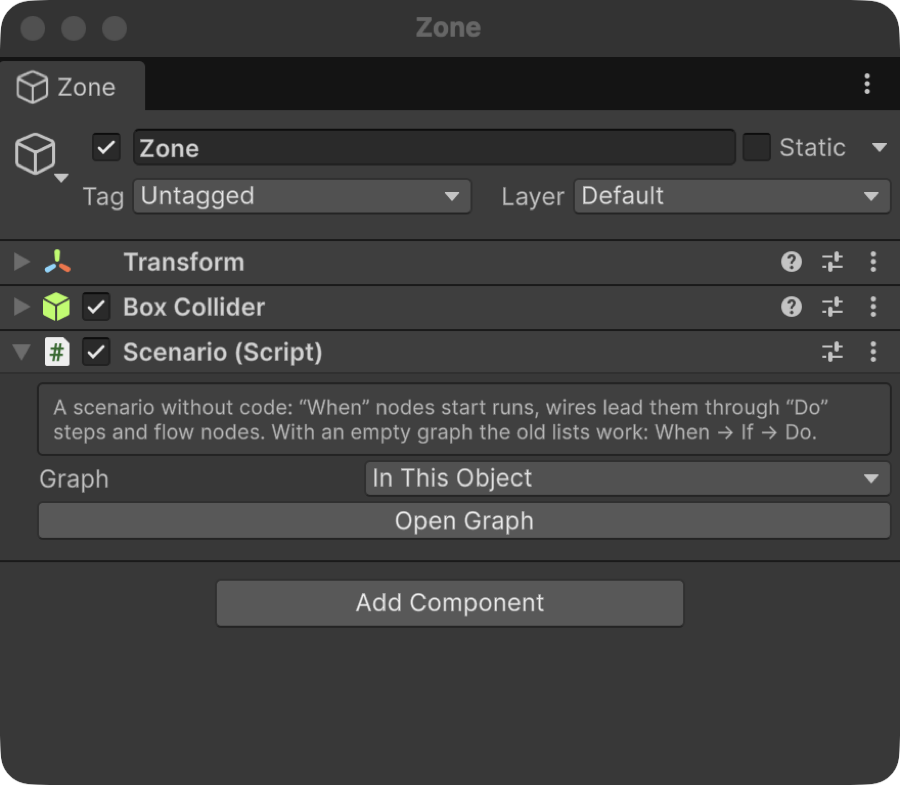 Zone
Zone
Zone Static
Tag Untagged Layer Default
Transform
Box Collider
# Scenario (Script)
A scenario without code: “When” nodes start runs, wires lead them through “Do”
steps and flow nodes. With an empty graph the old lists work: When → If → Do.
Graph In This Object
Open Graph
Add Component